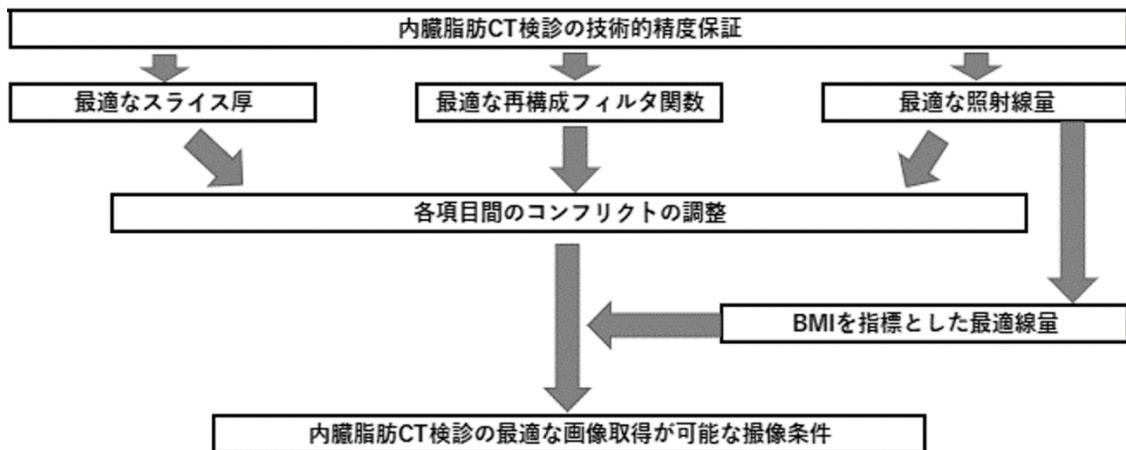 内臓脂肪CT検診の技術的精度保証
最適なスライス厚
最適な再構成フィルタ関数
最適な照射線量
各項目間のコンフリクトの調整
BMIを指標とした最適線量
内臓脂肪CT検診の最適な画像取得が可能な撮像条件